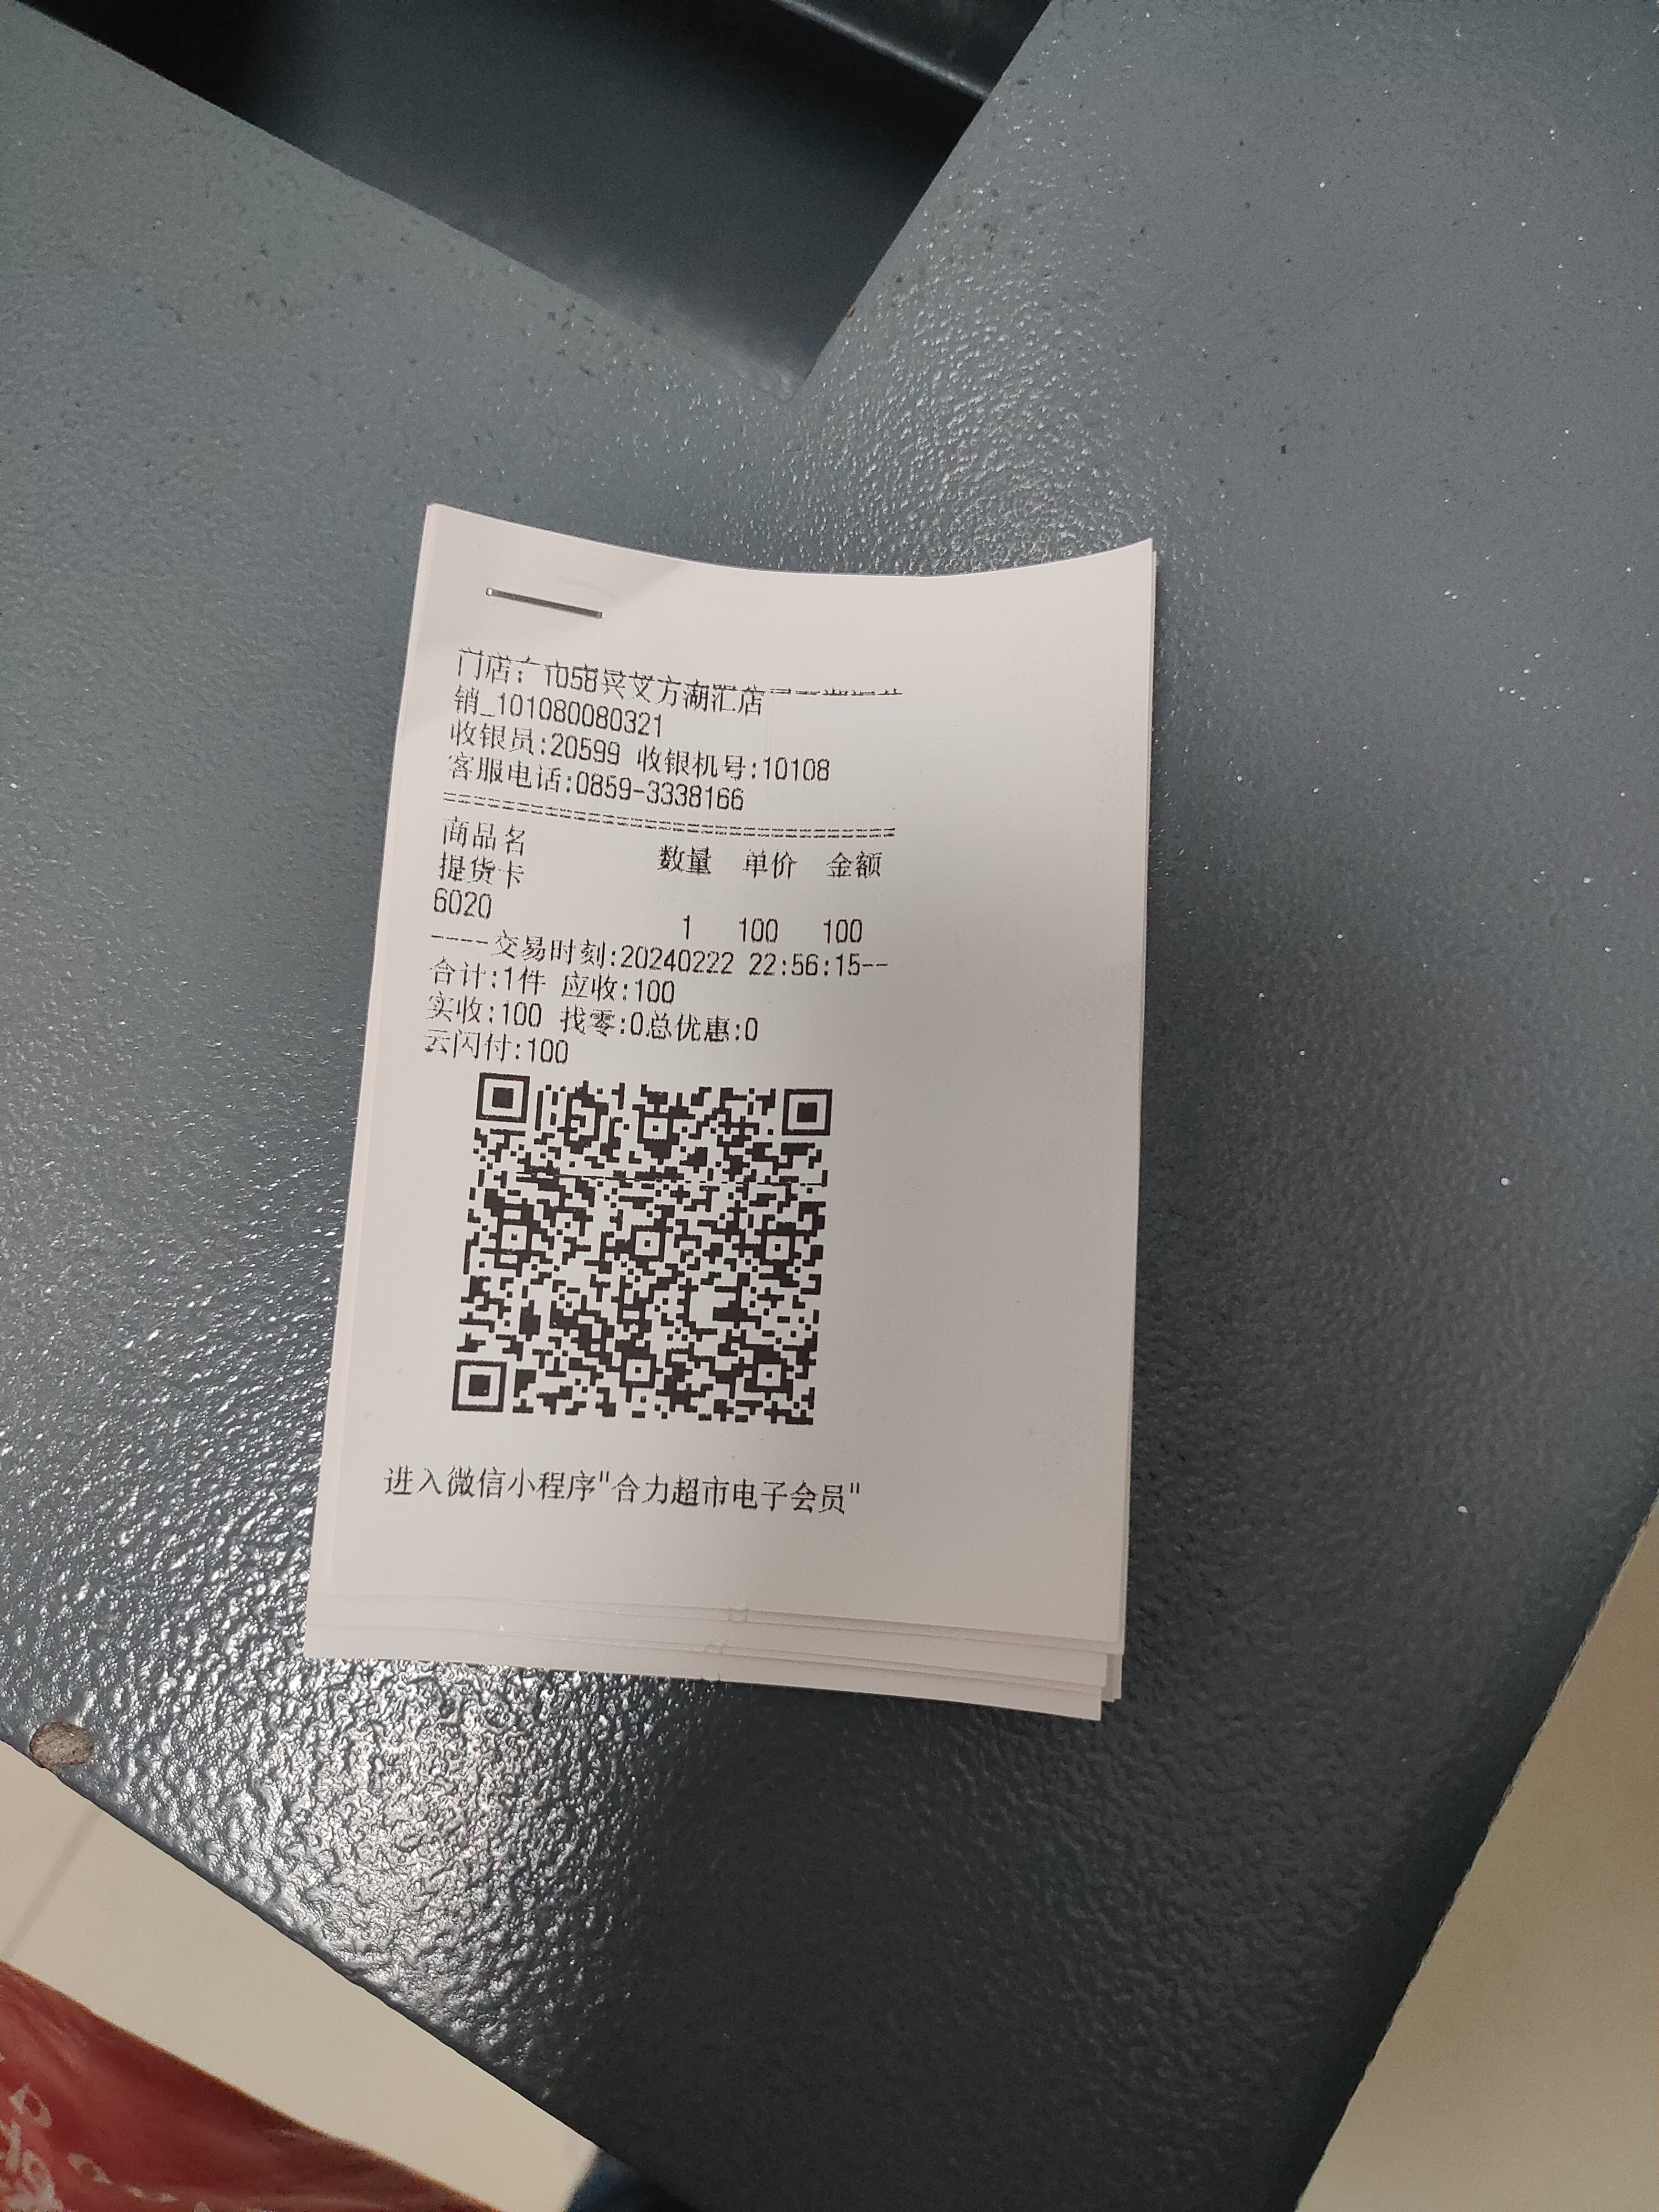 门店: 1058兴义方湖汇店
销_101080080321
收银员:20599 收银机号:10108
客服电话:0859-3338166
================================
商品名 数量 单价 金额
提货卡
6020 1 100 100
----交易时刻:20240222 22:56:15--
合计:1件 应收:100
实收:100 找零:0总优惠:0
云闪付:100
进入微信小程序"合力超市电子会员"